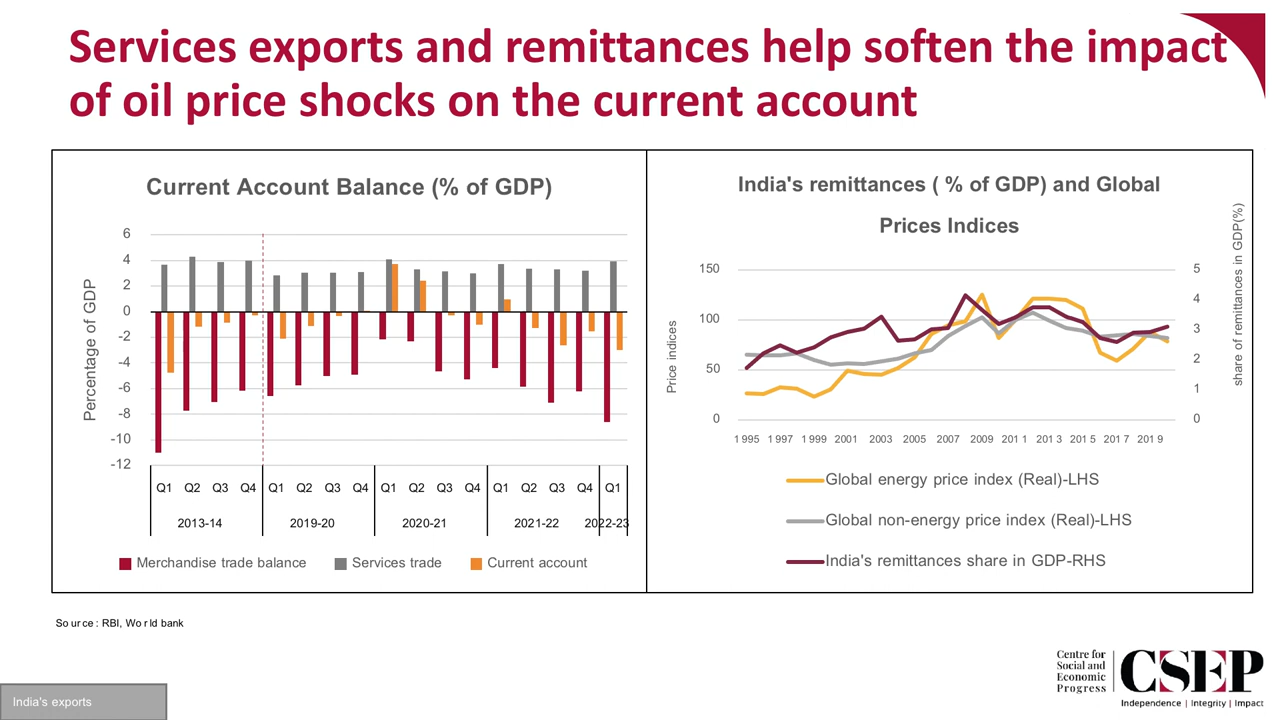 Services exports and remittances help soften the impact
of oil price shocks on the current account
Current Account Balance (% of GDP)
Percentage of GDP
6
4
2
0
-2
-4
-6
-8
-10
-12
Q1 Q2 Q3 Q4 Q1 Q2 Q3 Q4 Q1 Q2 Q3 Q4 Q1 Q2 Q3 Q4 Q1
2013-14 2019-20 2020-21 2021-22 2022-23
Merchandise trade balance Services trade Current account
India's remittances ( % of GDP) and Global
Prices Indices
Price indices
150
100
50
0
share of remittances in GDP(%)
5
4
3
2
1
0
1 995 1 997 1 999 2001 2003 2005 2007 2009 201 1 201 3 201 5 201 7 201 9
Global energy price index (Real)-LHS
Global non-energy price index (Real)-LHS
India's remittances share in GDP-RHS
So ur ce : RBI, Wo r ld bank
India's exports
Centre for
Social and
Economic
Progress
CSEP
Independence | Integrity | Impact